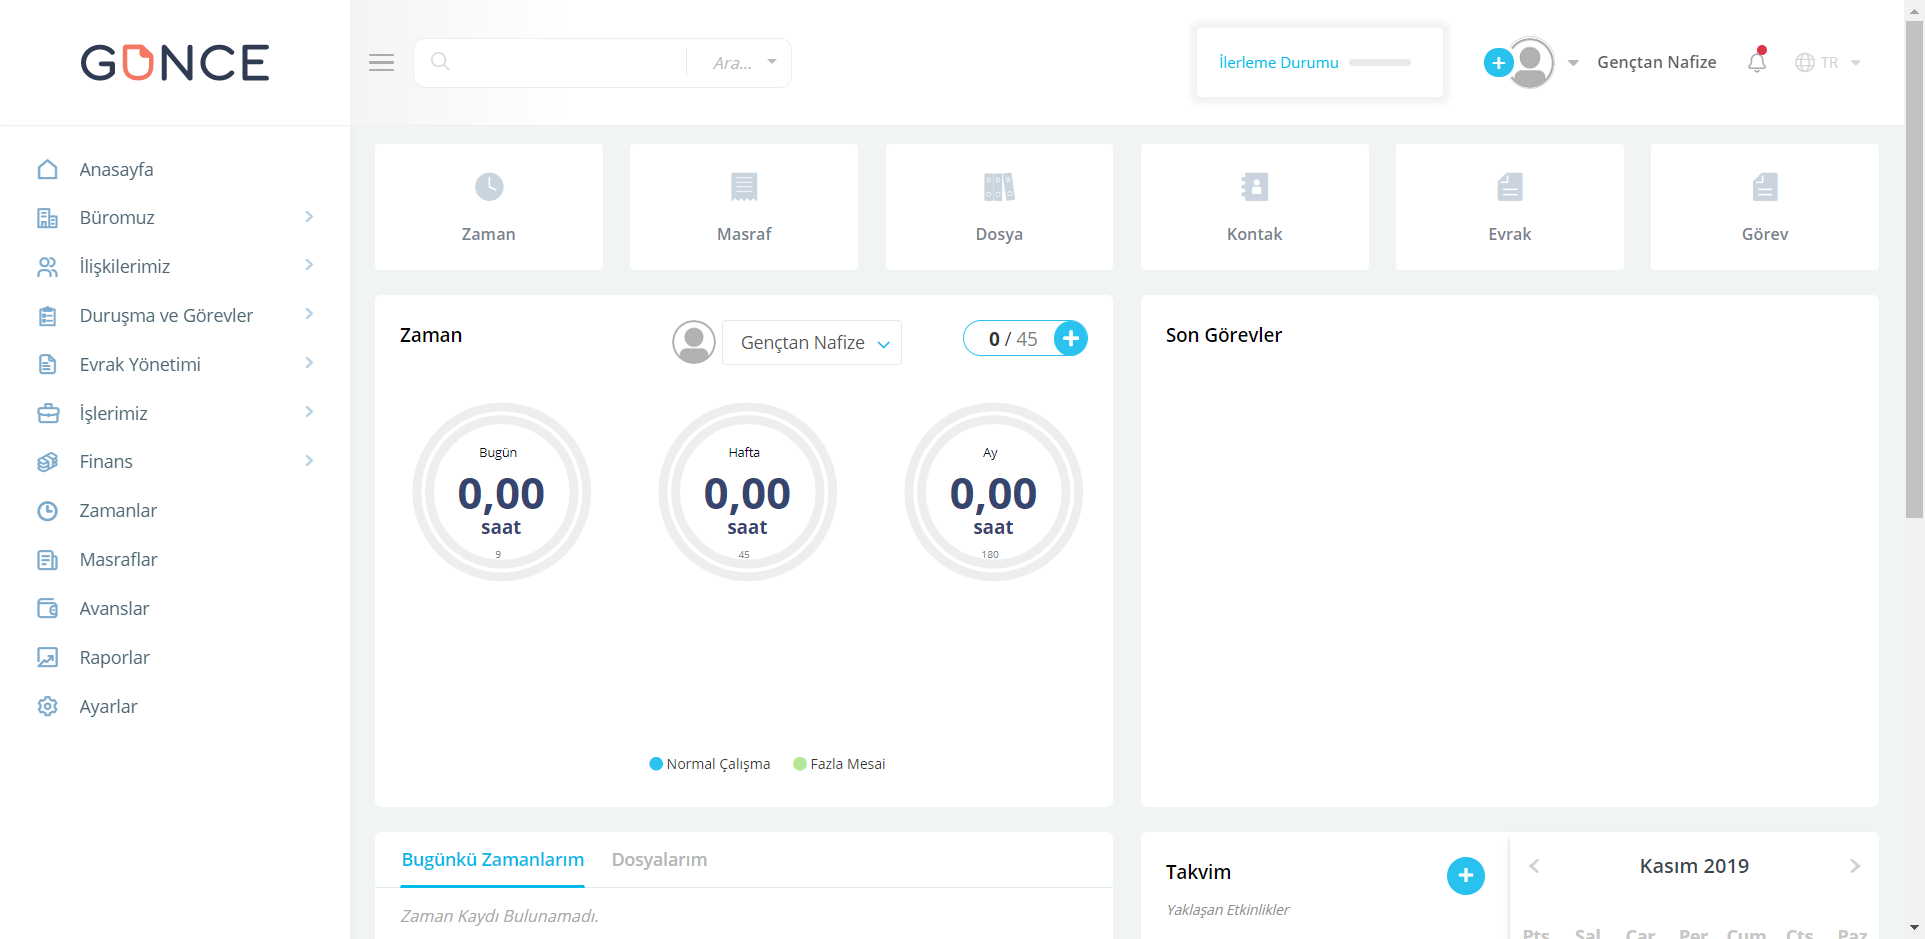 GÜNCE
Ara...
İlerleme Durumu
Gençtan Nafize
TR
Anasayfa
Büromuz
İlişkilerimiz
Duruşma ve Görevler
Evrak Yönetimi
İşlerimiz
Finans
Zamanlar
Masraflar
Avanslar
Raporlar
Ayarlar
Zaman
Masraf
Dosya
Kontak
Evrak
Görev
Zaman
Gençtan Nafize
0 / 45
Bugün
0,00
saat
9
Hafta
0,00
saat
45
Ay
0,00
saat
180
Normal Çalışma
Fazla Mesai
Son Görevler
Bugünkü Zamanlarım
Dosyalarım
Zaman Kaydı Bulunamadı.
Takvim
Yaklaşan Etkinlikler
Kasım 2019
Pts Sal Çar Per Cum Cts Paz